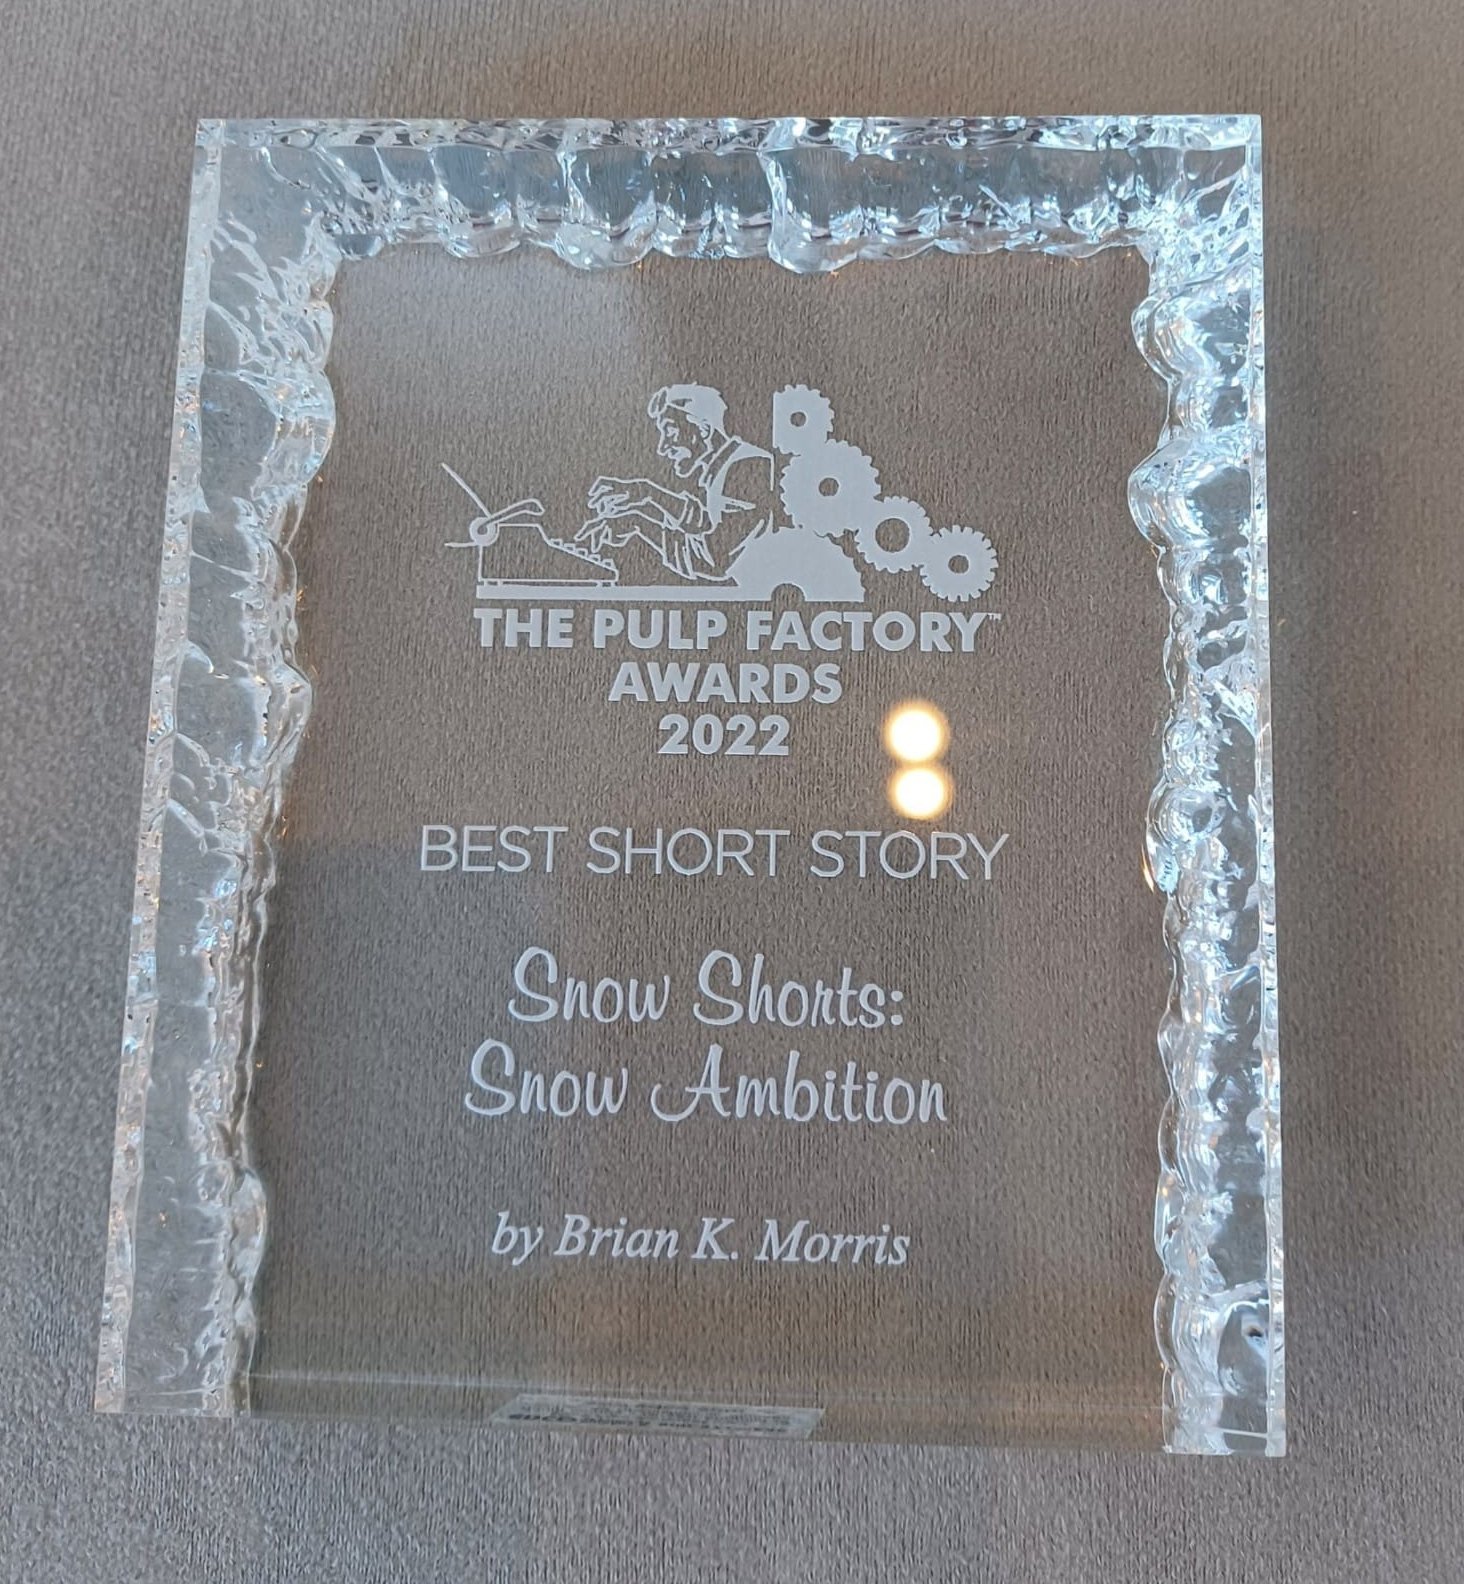 THE PULP FACTORY™
AWARDS
2022
BEST SHORT STORY
Snow Shorts:
Snow Ambition
by Brian K. Morris